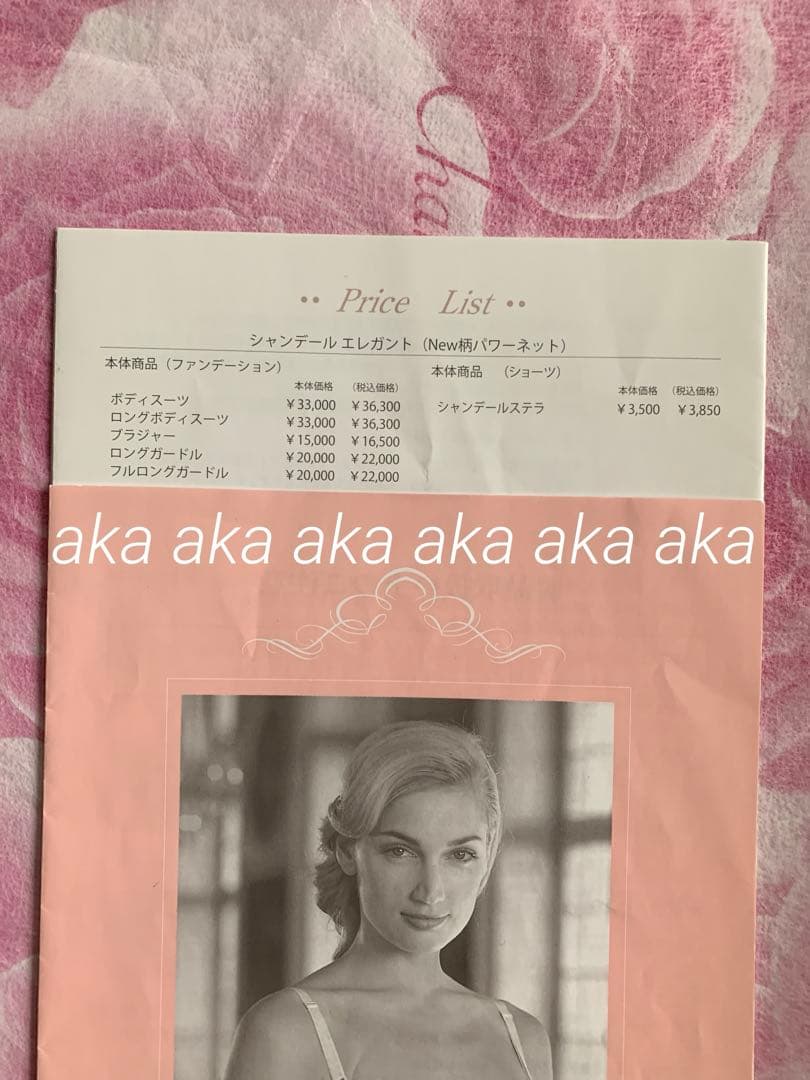 Cha
•• Price List ••
シャンデール エレガント（New柄パワーネット）
本体商品（ファンデーション）
本体価格 （税込価格）
ボディスーツ ￥33,000 ￥36,300
ロングボディスーツ ￥33,000 ￥36,300
ブラジャー ￥15,000 ￥16,500
ロングガードル ￥20,000 ￥22,000
フルロングガードル ￥20,000 ￥22,000
本体商品 （ショーツ）
本体価格 （税込価格）
シャンデールステラ ￥3,500 ￥3,850
aka aka aka aka aka aka